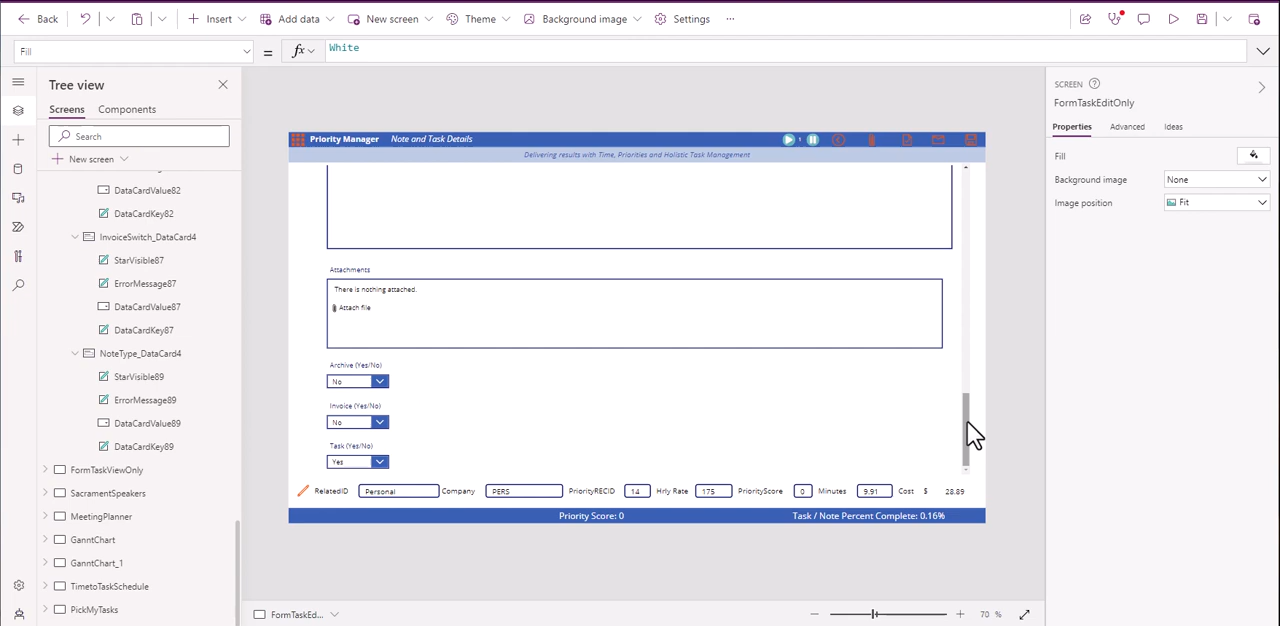 Back
Insert
Add data
New screen
Theme
Background image
Settings
...
Fill
=
fx
White
Tree view
Screens
Components
Search
New screen
DataCardValue82
DataCardKey82
InvoiceSwitch_DataCard4
StarVisible87
ErrorMessage87
DataCardValue87
DataCardKey87
NoteType_DataCard4
StarVisible89
ErrorMessage89
DataCardValue89
DataCardKey89
FormTaskViewOnly
SacramentSpeakers
MeetingPlanner
GanntChart
GanntChart_1
TimetoTaskSchedule
PickMyTasks
Priority Manager Note and Task Details
1
Delivering results with Time, Priorities and Holistic Task Management
Attachments
There is nothing attached.
Attach file
Archive (Yes/No)
No
Invoice (Yes/No)
No
Task (Yes/No)
Yes
RelatedID Personal Company PERS PriorityRECID 14 Hrly Rate 175 PriorityScore 0 Minutes 9.91 Cost $ 28.89
Priority Score: 0 Task / Note Percent Complete: 0.16%
FormTaskEd...
70 %
SCREEN
FormTaskEditOnly
Properties
Advanced
Ideas
Fill
Background image None
Image position Fit